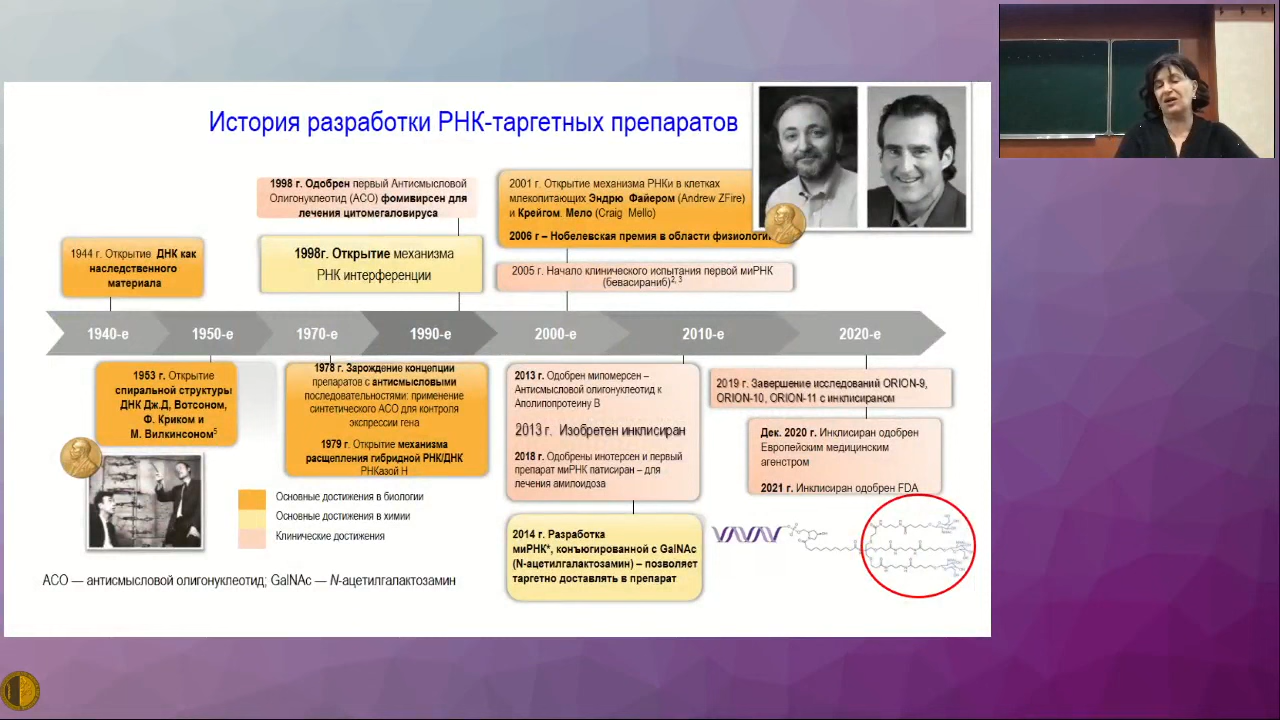 История разработки РНК-таргетных препаратов
1998 г. Одобрен первый Антисмысловой
Олигонуклеотид (АСО) фомивирсен для
лечения цитомегаловируса
2001 г. Открытие механизма РНКи в клетках
млекопитающих Эндрю Файером (Andrew ZFire)
и Крейгом. Мело (Craig Mello)
2006 г – Нобелевская премия в области физиологи
1944 г. Открытие ДНК как
наследственного
материала
1998г. Открытие механизма
РНК интерференции
2005 г. Начало клинического испытания первой миРНК
(бевасираниб)2, 3
1940-е
1950-е
1970-е
1990-е
2000-е
2010-е
2020-е
1953 г. Открытие
спиральной структуры
ДНК Дж.Д, Вотсоном,
Ф. Криком и
М. Вилкинсоном5
1978 г. Зарождение концепции
препаратов с антисмысловыми
последовательностями: применение
синтетического АСО для контроля
экспрессии гена
1979 г. Открытие механизма
расщепления гибридной РНК/ДНК
РНКазой Н
2013 г. Одобрен мипомерсен –
Антисмысловой олигонуклеотид к
Аполипопротеину В
2013 г. Изобретен инклисиран
2018 г. Одобрены инотерсен и первый
препарат миРНК патисиран – для
лечения амилоидоза
2019 г. Завершение исследований ORION-9,
ORION-10, ORION-11 с инклисираном
Дек. 2020 г. Инклисиран одобрен
Европейским медицинским
агенстром
2021 г. Инклисиран одобрен FDA
Основные достижения в биологии
Основные достижения в химии
Клинические достижения
2014 г. Разработка
миРНК*, конъюгированной с GalNAc
(N-ацетилгалактозамин) – позволяет
таргетно доставлять в препарат
АСО — антисмысловой олигонуклеотид; GalNAc — N-ацетилгалактозамин